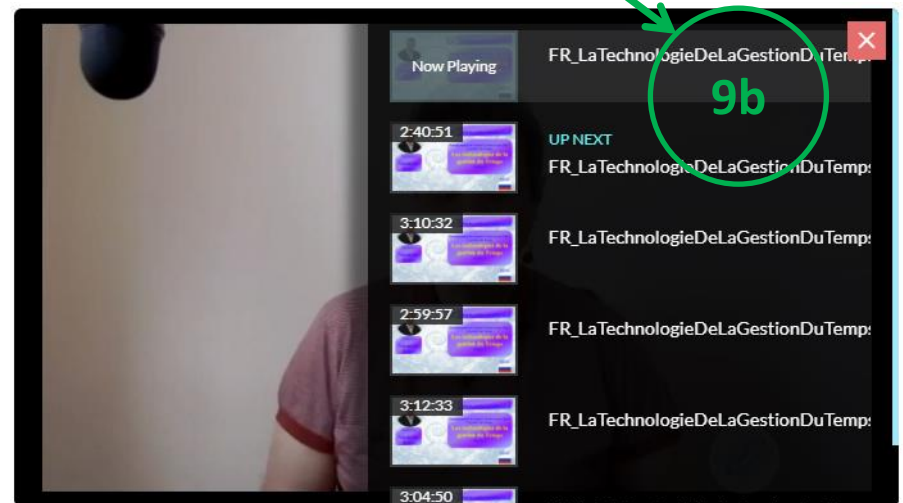 Now Playing
FR_LaTechnologieDeLaGestionDuTemp
9b
2:40:51
UP NEXT
FR_LaTechnologieDeLaGestionDuTemps
3:10:32
FR_LaTechnologieDeLaGestionDuTemps
2:59:57
FR_LaTechnologieDeLaGestionDuTemps
3:12:33
FR_LaTechnologieDeLaGestionDuTemps
3:04:50